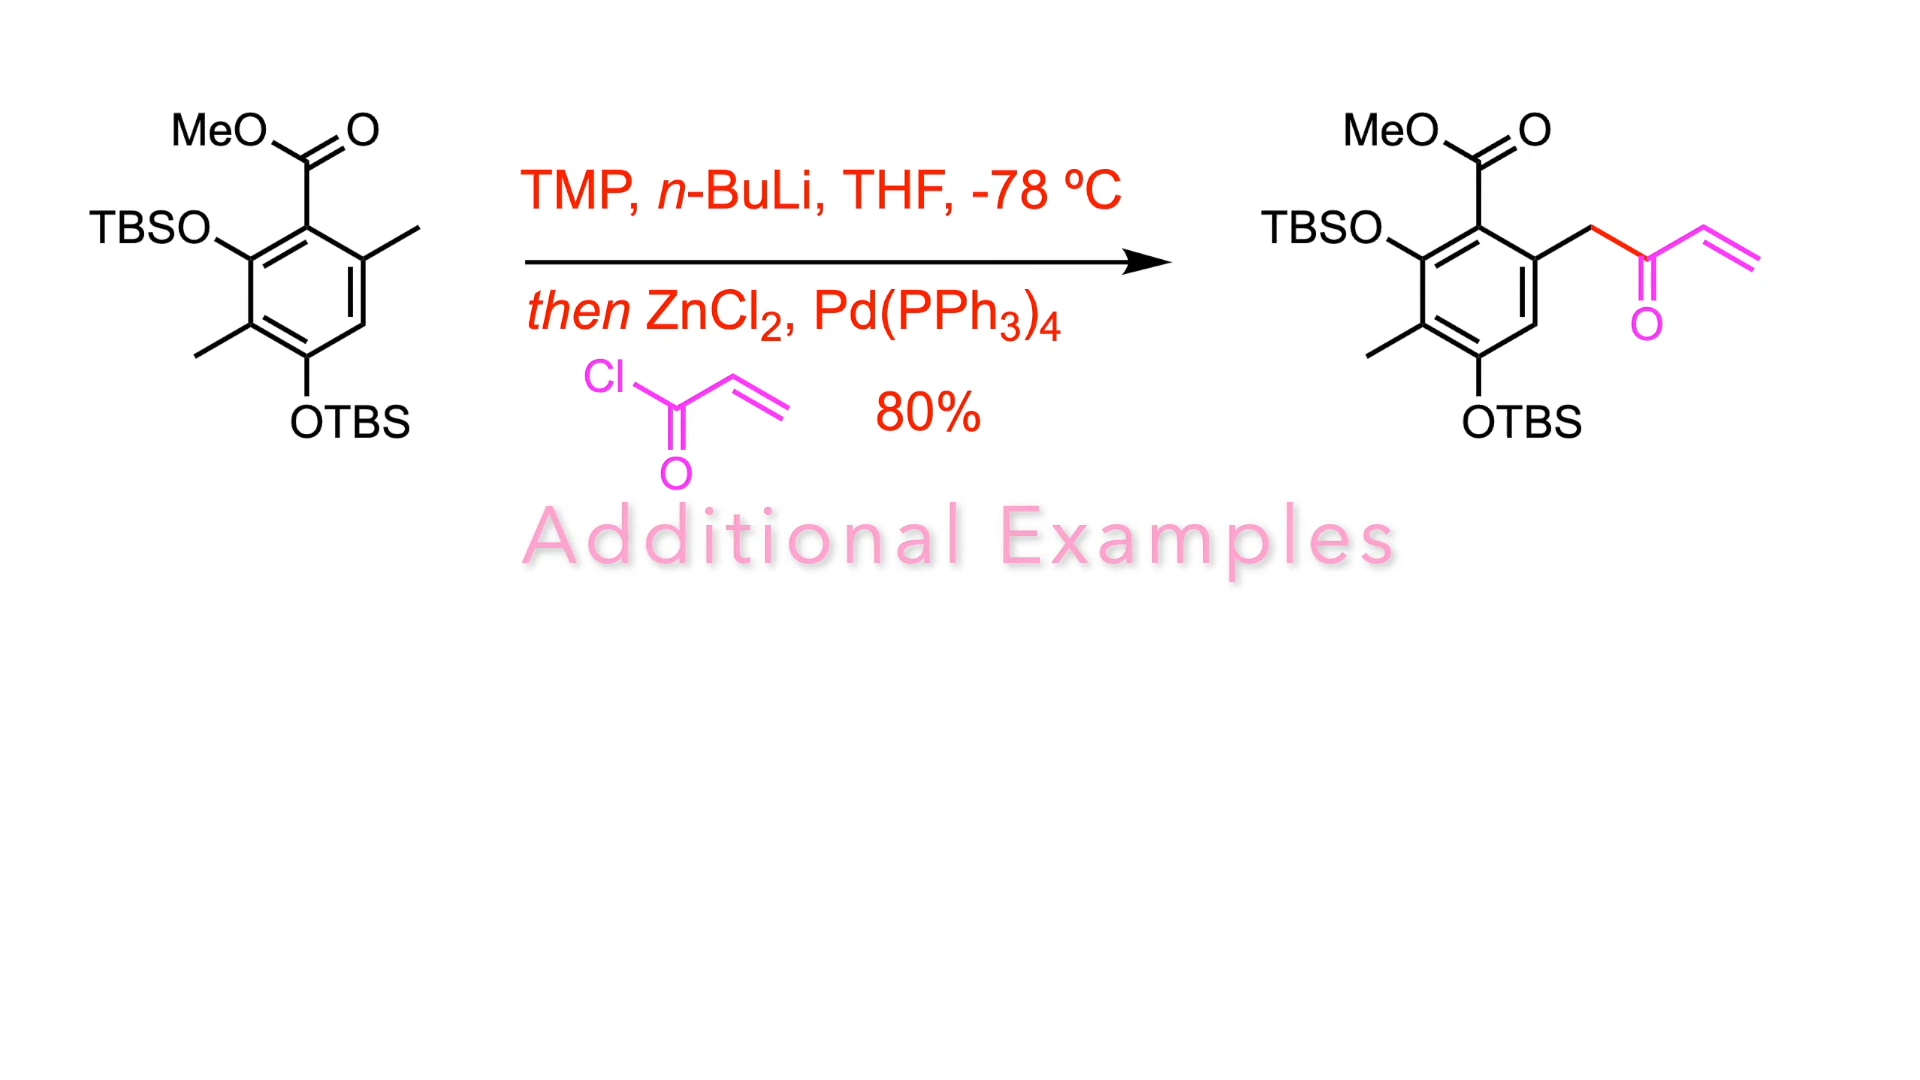 MeO O
TBSO
OTBS
TMP, n-BuLi, THF, -78 ºC
then ZnCl2, Pd(PPh3)4
Cl
O
80%
MeO O
TBSO
O
OTBS
Additional Examples